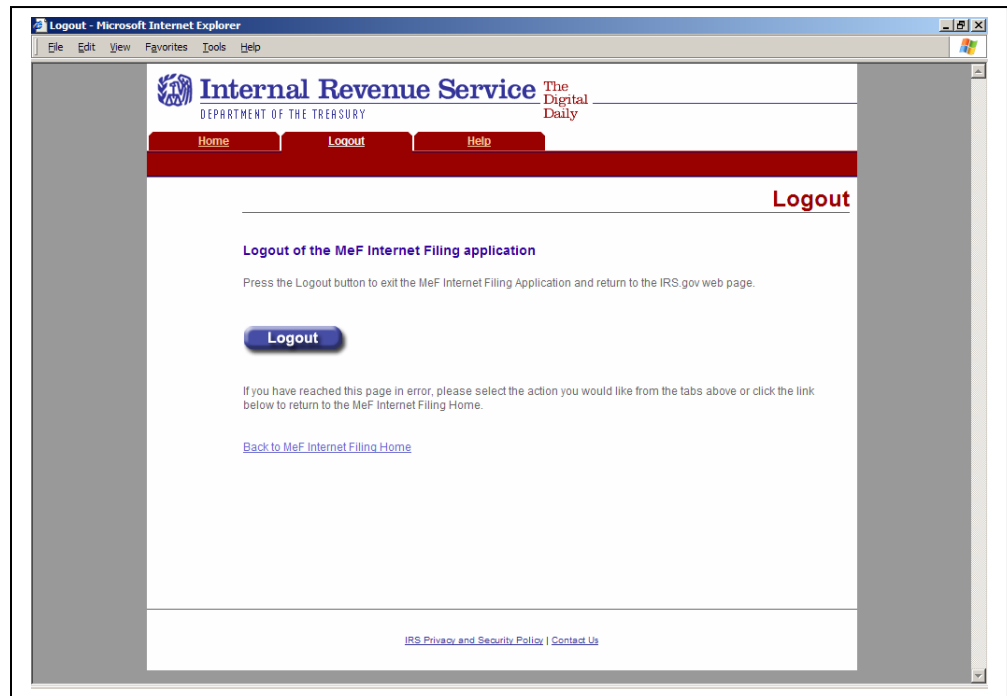 Logout - Microsoft Internet Explorer
File Edit View Favorites Tools Help
Internal Revenue Service The Digital Daily
DEPARTMENT OF THE TREASURY
Home Logout Help
Logout
Logout of the MeF Internet Filing application
Press the Logout button to exit the MeF Internet Filing Application and return to the IRS.gov web page.
Logout
If you have reached this page in error, please select the action you would like from the tabs above or click the link
below to return to the MeF Internet Filing Home.
Back to MeF Internet Filing Home
IRS Privacy and Security Policy | Contact Us